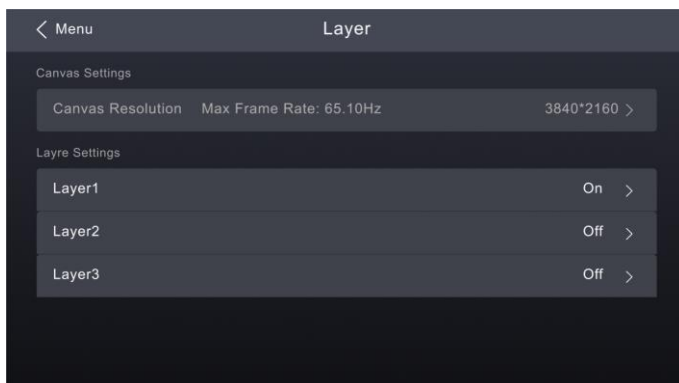 Menu
Layer
Canvas Settings
Canvas Resolution Max Frame Rate: 65.10Hz 3840*2160
Layre Settings
Layer1 On
Layer2 Off
Layer3 Off